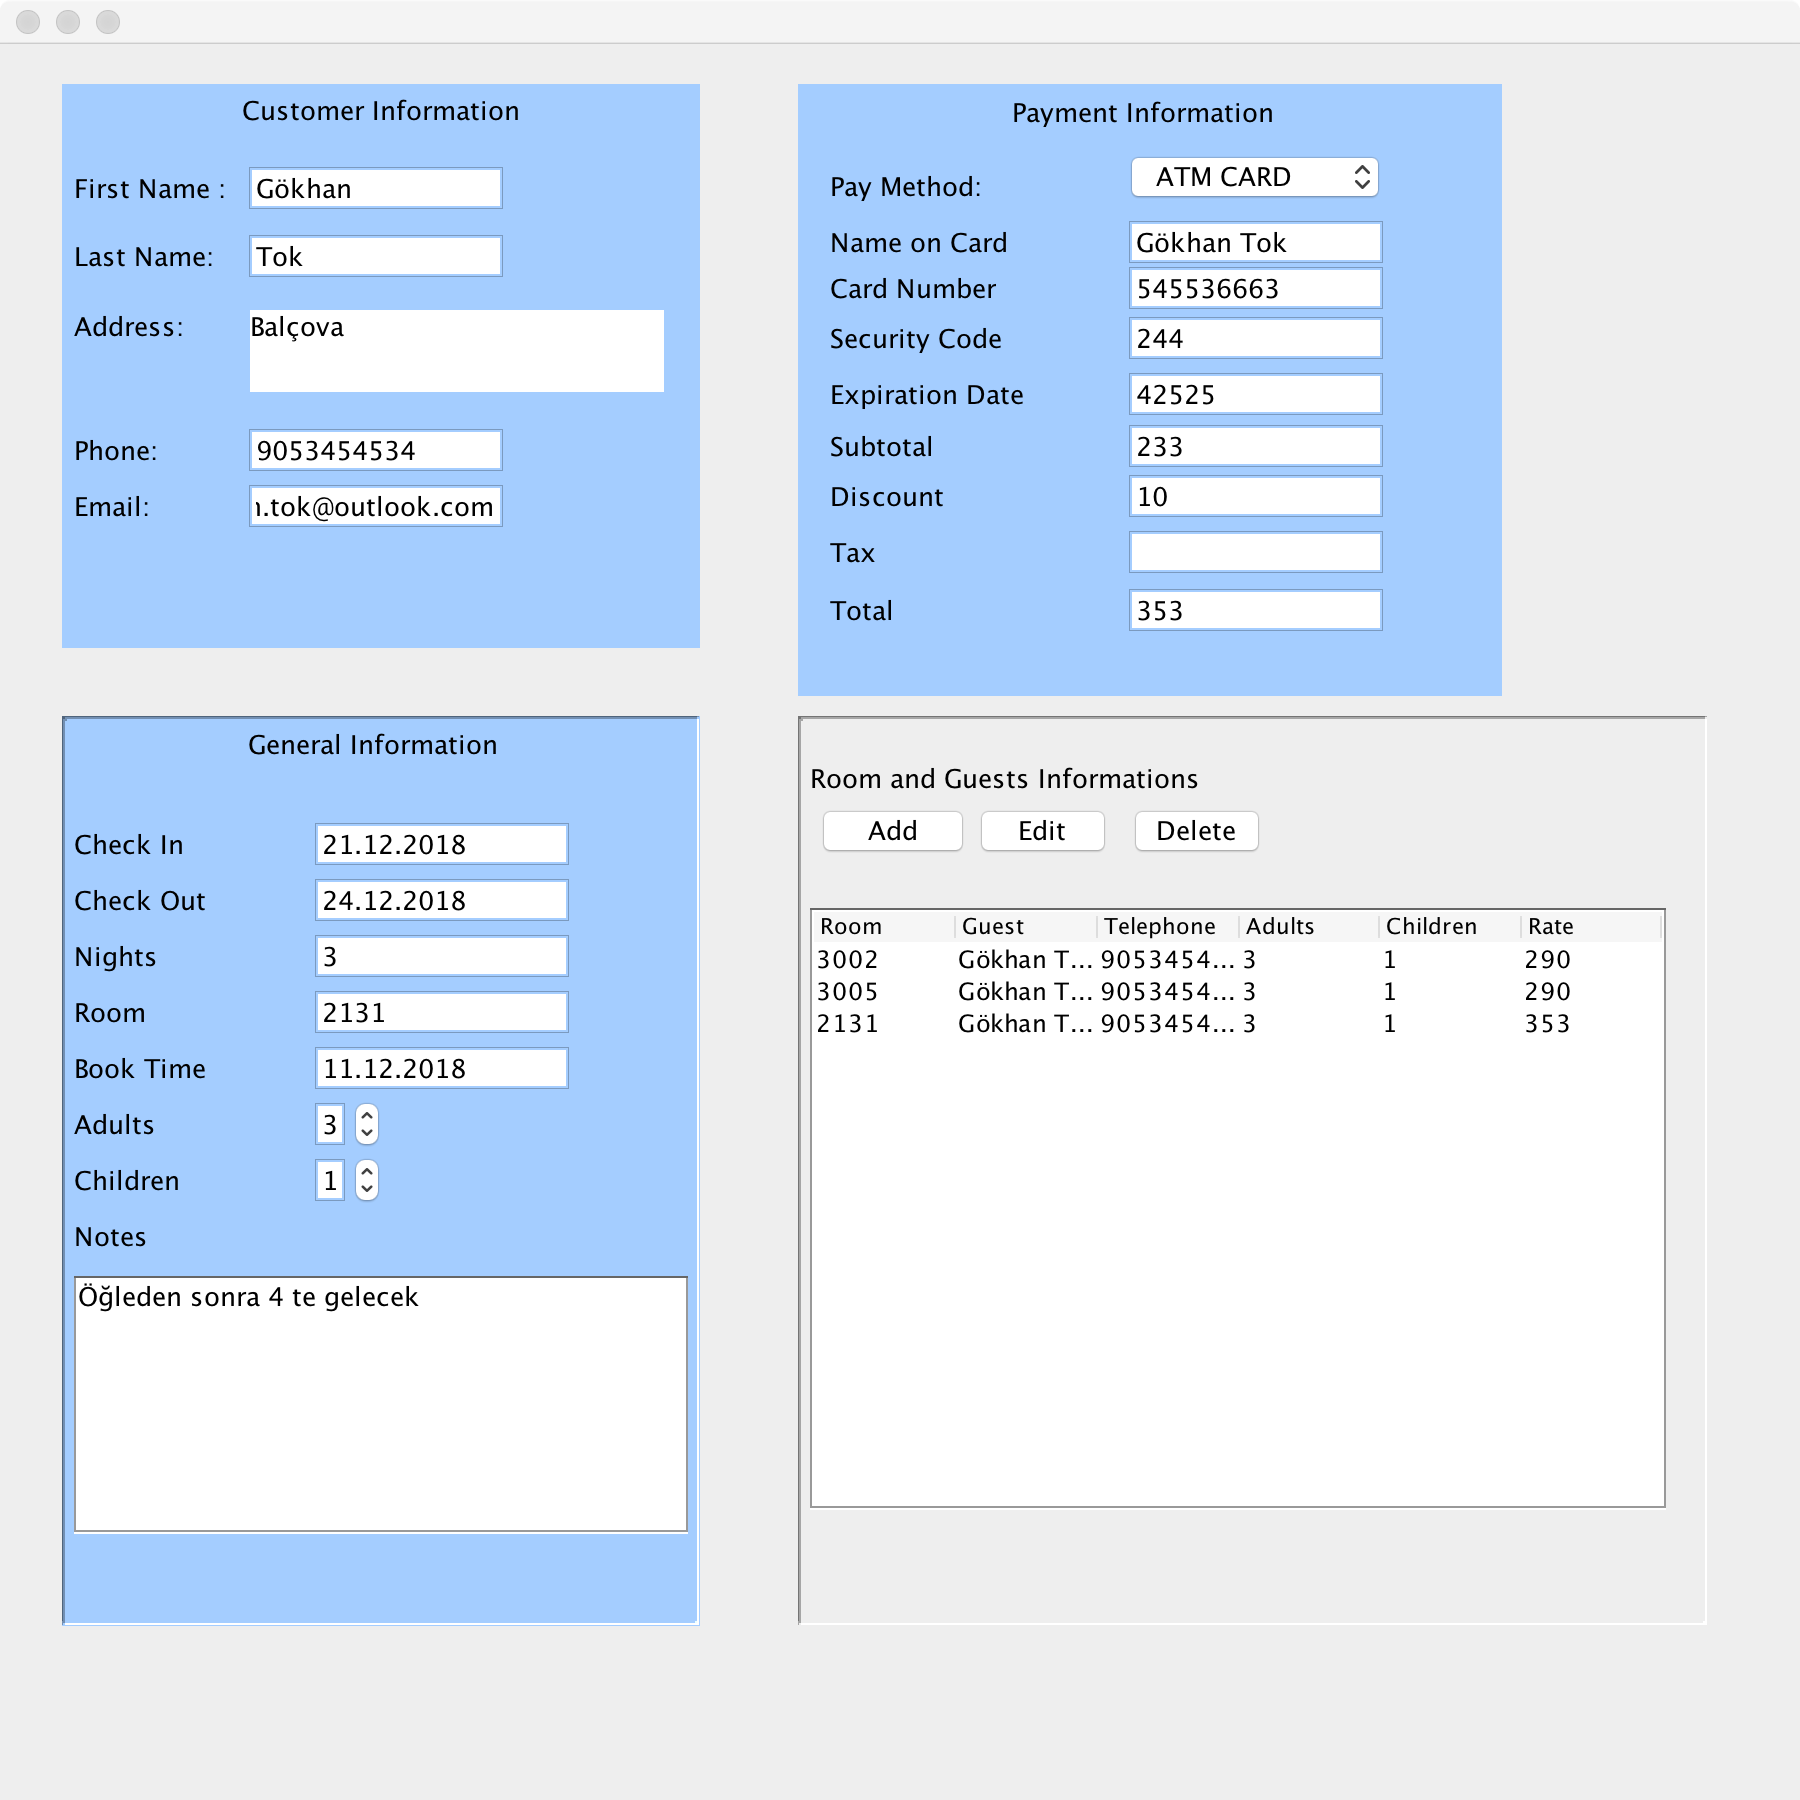 Customer Information
First Name : Gökhan
Last Name: Tok
Address: Balçova
Phone: 9053454534
Email: .tok@outlook.com
Payment Information
Pay Method: ATM CARD
Name on Card Gökhan Tok
Card Number 545536663
Security Code 244
Expiration Date 42525
Subtotal 233
Discount 10
Tax
Total 353
General Information
Check In 21.12.2018
Check Out 24.12.2018
Nights 3
Room 2131
Book Time 11.12.2018
Adults 3
Children 1
Notes
Öğleden sonra 4 te gelecek
Room and Guests Informations
Add Edit Delete
Room Guest Telephone Adults Children Rate
3002 Gökhan T... 9053454... 3 1 290
3005 Gökhan T... 9053454... 3 1 290
2131 Gökhan T... 9053454... 3 1 353